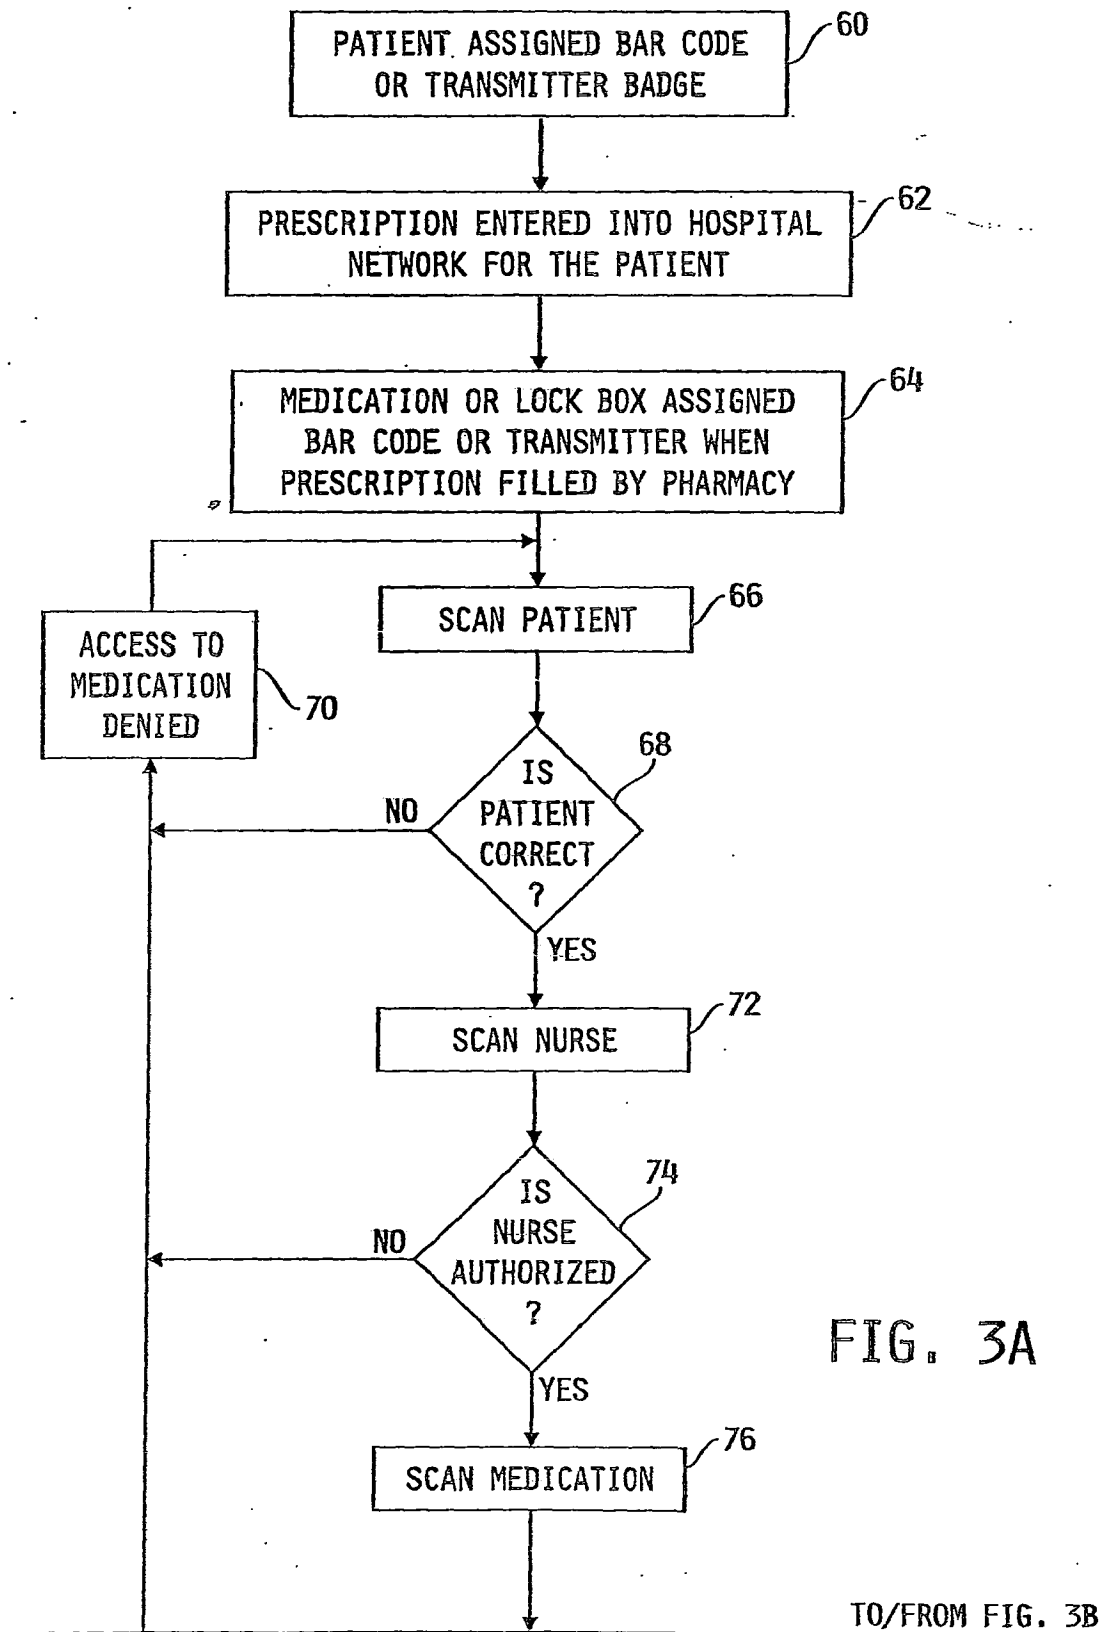 PATIENT ASSIGNED BAR CODE
OR TRANSMITTER BADGE
60
PRESCRIPTION ENTERED INTO HOSPITAL
NETWORK FOR THE PATIENT
62
MEDICATION OR LOCK BOX ASSIGNED
BAR CODE OR TRANSMITTER WHEN
PRESCRIPTION FILLED BY PHARMACY
64
SCAN PATIENT
66
ACCESS TO
MEDICATION
DENIED
70
IS
PATIENT
CORRECT
?
68
NO
YES
SCAN NURSE
72
IS
NURSE
AUTHORIZED
?
74
NO
YES
FIG. 3A
SCAN MEDICATION
76
TO/FROM FIG. 3B